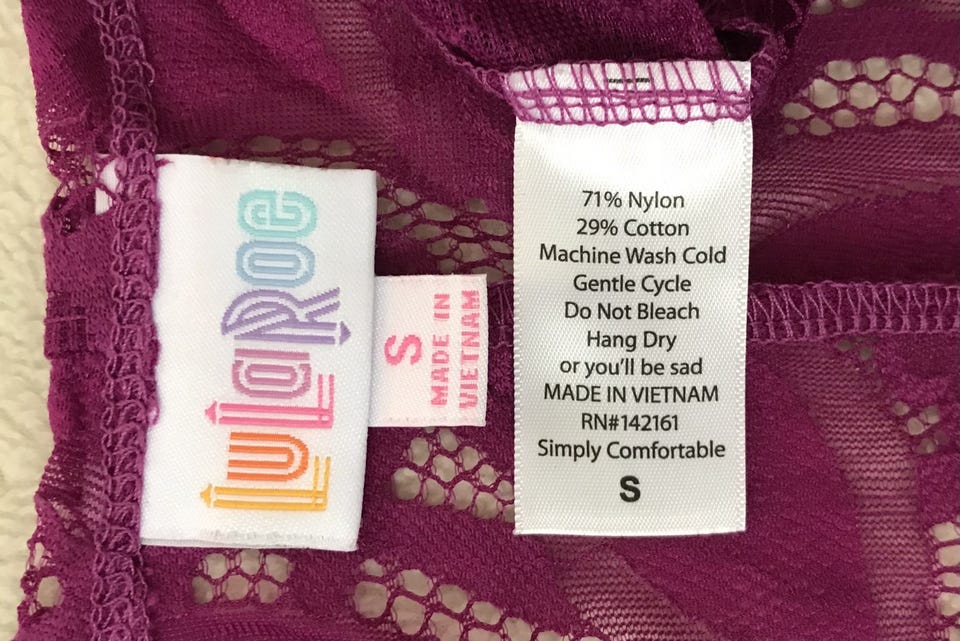 LuLaRoe
S
MADE IN
VIETNAM
71% Nylon
29% Cotton
Machine Wash Cold
Gentle Cycle
Do Not Bleach
Hang Dry
or you'll be sad
MADE IN VIETNAM
RN#142161
Simply Comfortable
S